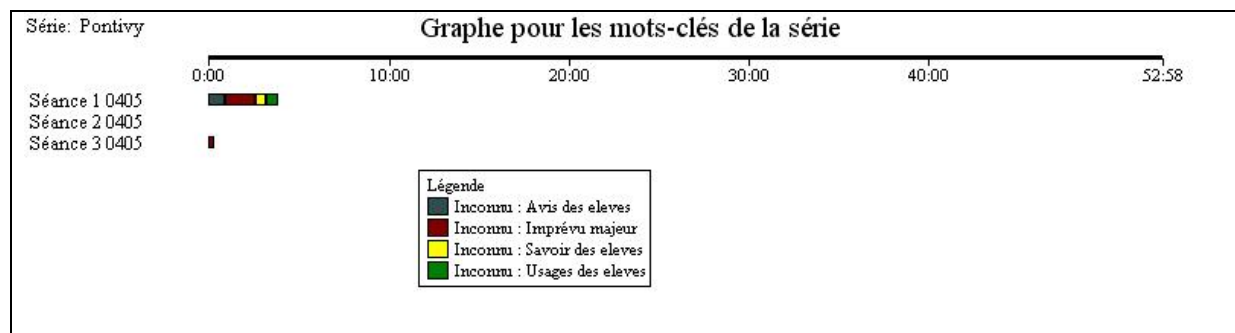 Série: Pontivy
Graphe pour les mots-clés de la série
0:00 10:00 20:00 30:00 40:00 52:58
Séance 1 0405
Séance 2 0405
Séance 3 0405
Légende
Inconnu : Avis des eleves
Inconnu : Imprévu majeur
Inconnu : Savoir des eleves
Inconnu : Usages des eleves